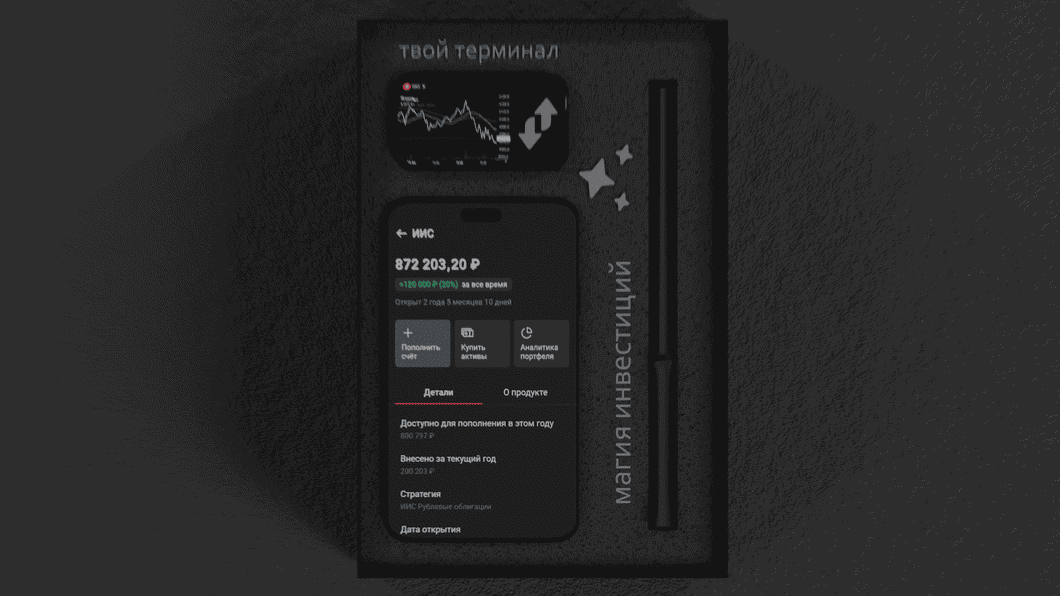 твой терминал
ИИС
872 203,20 ₽
+120 000 ₽ (20%) за все время
Открыт 2 года 5 месяцев 10 дней
Пополнить
счёт
Купить
активы
Аналитика
портфеля
Детали
О продукте
Доступно для пополнения в этом году
800 797 ₽
Внесено за текущий год
200 203 ₽
Стратегия
ИИС Рублевые облигации
Дата открытия
магия инвестиций